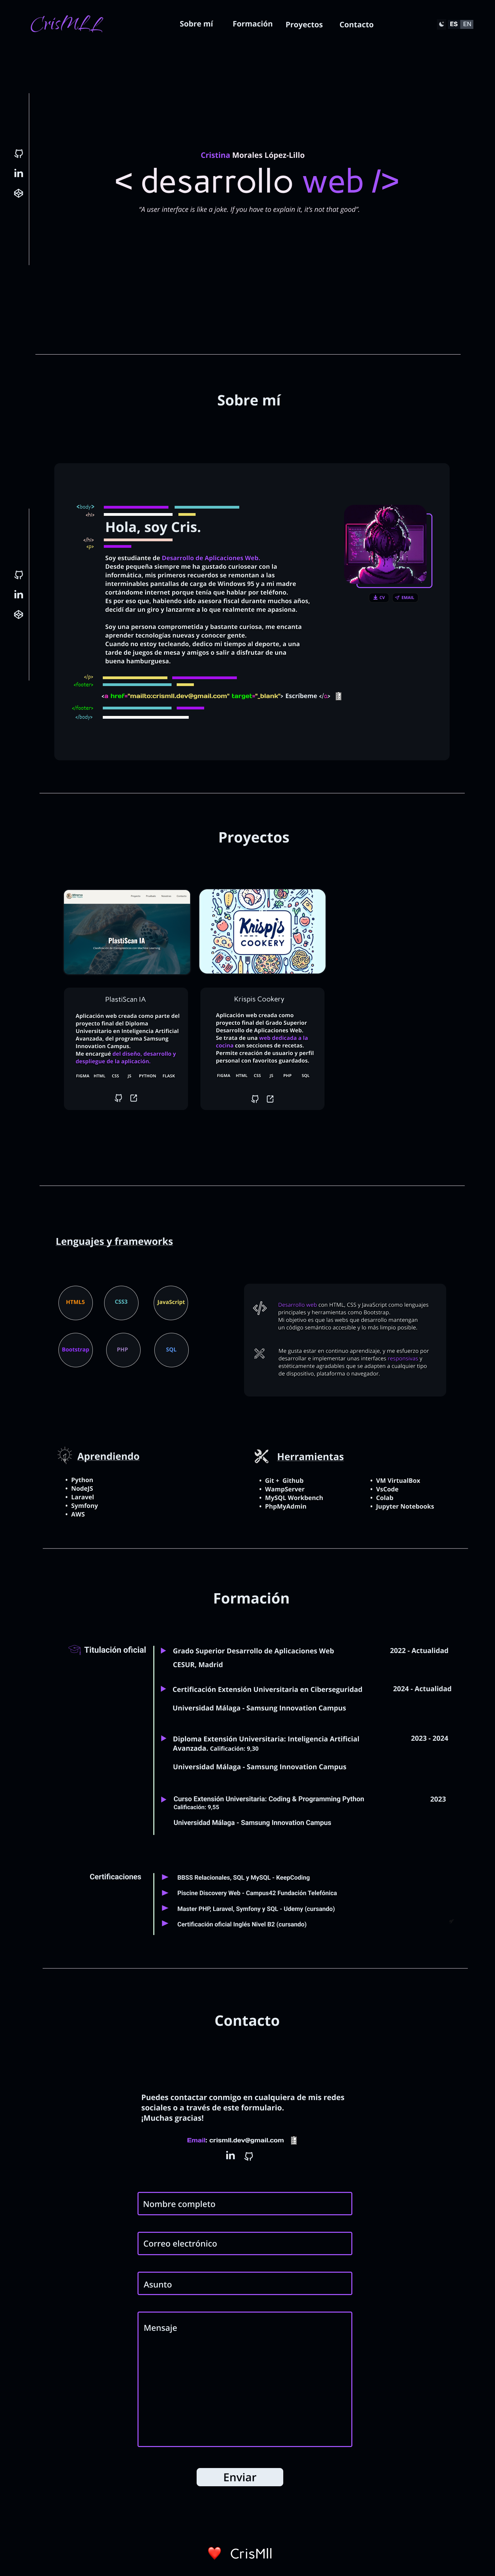 CrisMLL
Sobre mí Formación Proyectos Contacto
ES EN
Cristina Morales López-Lillo
< desarrollo web />
“A user interface is like a joke. If you have to explain it, it’s not that good”.
Sobre mí
<body>
<h1>
Hola, soy Cris.
</h1>
<p>
Soy estudiante de Desarrollo de Aplicaciones Web.
Desde pequeña siempre me ha gustado curiosear con la
informática, mis primeros recuerdos se remontan a las
interminables pantallas de carga de Windows 95 y a mi madre
cortándome internet porque tenía que hablar por teléfono.
Es por eso que, habiendo sido asesora fiscal durante muchos años,
decidí dar un giro y lanzarme a lo que realmente me apasiona.
Soy una persona comprometida y bastante curiosa, me encanta
aprender tecnologías nuevas y conocer gente.
Cuando no estoy tecleando, dedico mi tiempo al deporte, a una
tarde de juegos de mesa y amigos o salir a disfrutar de una
buena hamburguesa.
CV EMAIL
</p>
<footer>
<a href="mailto:crismll.dev@gmail.com" target="_blank"> Escríbeme </a>
</footer>
</body>
Proyectos
PlastiScan IA
Krispj's
COOKERY
PlastiScan IA
Aplicación web creada como parte del
proyecto final del Diploma
Universitario en Inteligencia Artificial
Avanzada, del programa Samsung
Innovation Campus.
Me encargué del diseño, desarrollo y
despliegue de la aplicación.
FIGMA HTML CSS JS PYTHON FLASK
Krispis Cookery
Aplicación web creada como
proyecto final del Grado Superior
Desarrollo de Aplicaciones Web.
Se trata de una web dedicada a la
cocina con secciones de recetas.
Permite creación de usuario y perfil
personal con favoritos guardados.
FIGMA HTML CSS JS PHP SQL
Lenguajes y frameworks
HTML5 CSS3 JavaScript
Bootstrap PHP SQL
Desarrollo web con HTML, CSS y JavaScript como lenguajes
principales y herramientas como Bootstrap.
Mi objetivo es que las webs que desarrollo mantengan
un código semántico accesible y lo más limpio posible.
Me gusta estar en continuo aprendizaje, y me esfuerzo por
desarrollar e implementar unas interfaces responsivas y
estéticamente agradables que se adapten a cualquier tipo
de dispositivo, plataforma o navegador.
Aprendiendo
• Python
• NodeJS
• Laravel
• Symfony
• AWS
Herramientas
• Git + Github
• WampServer
• MySQL Workbench
• PhpMyAdmin
• VM VirtualBox
• VsCode
• Colab
• Jupyter Notebooks
Formación
Titulación oficial
Grado Superior Desarrollo de Aplicaciones Web 2022 - Actualidad
CESUR, Madrid
Certificación Extensión Universitaria en Ciberseguridad 2024 - Actualidad
Universidad Málaga - Samsung Innovation Campus
Diploma Extensión Universitaria: Inteligencia Artificial 2023 - 2024
Avanzada. Calificación: 9,30
Universidad Málaga - Samsung Innovation Campus
Curso Extensión Universitaria: Coding & Programming Python 2023
Calificación: 9,55
Universidad Málaga - Samsung Innovation Campus
Certificaciones
BBSS Relacionales, SQL y MySQL - KeepCoding
Piscine Discovery Web - Campus42 Fundación Telefónica
Master PHP, Laravel, Symfony y SQL - Udemy (cursando)
Certificación oficial Inglés Nivel B2 (cursando)
Contacto
Puedes contactar conmigo en cualquiera de mis redes
sociales o a través de este formulario.
¡Muchas gracias!
Email: crismll.dev@gmail.com
Nombre completo
Correo electrónico
Asunto
Mensaje
Enviar
CrisMll